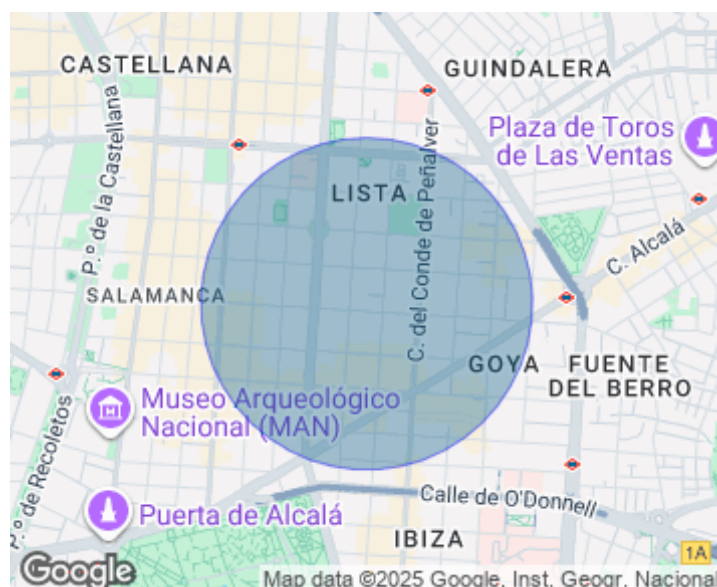 CASTELLANA
GUINDALERA
Plaza de Toros
de Las Ventas
P.º de la Castellana
LISTA
C. del Conde de Peñalver
C. Alcalá
SALAMANCA
GOYA
FUENTE
DEL BERRO
Museo Arqueológico
Nacional (MAN)
P.º de Recoletos
Calle de O'Donnell
Puerta de Alcalá
IBIZA
1A
Google
Map data ©2025 Google, Inst. Geogr. Nacional